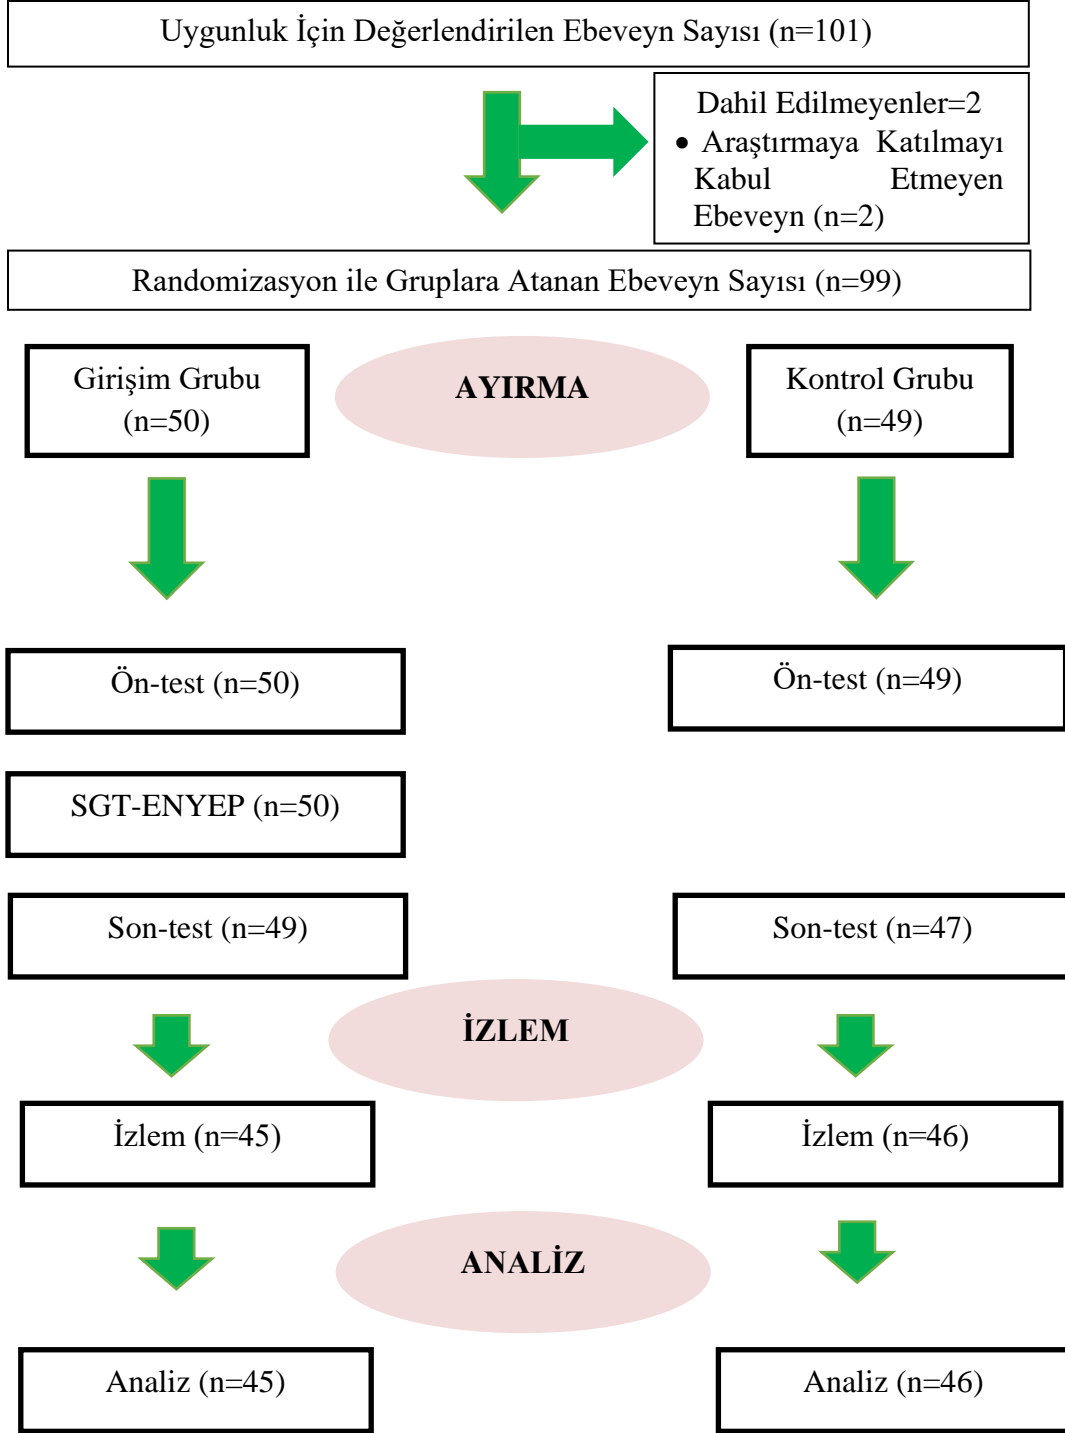 Uygunluk İçin Değerlendirilen Ebeveyn Sayısı (n=101)
Dahil Edilmeyenler=2
• Araştırmaya Katılmayı
Kabul Etmeyen
Ebeveyn (n=2)
Randomizasyon ile Gruplara Atanan Ebeveyn Sayısı (n=99)
Girişim Grubu
(n=50)
AYIRMA
Kontrol Grubu
(n=49)
Ön-test (n=50)
Ön-test (n=49)
SGT-ENYEP (n=50)
Son-test (n=49)
Son-test (n=47)
İZLEM
İzlem (n=45)
İzlem (n=46)
ANALİZ
Analiz (n=45)
Analiz (n=46)